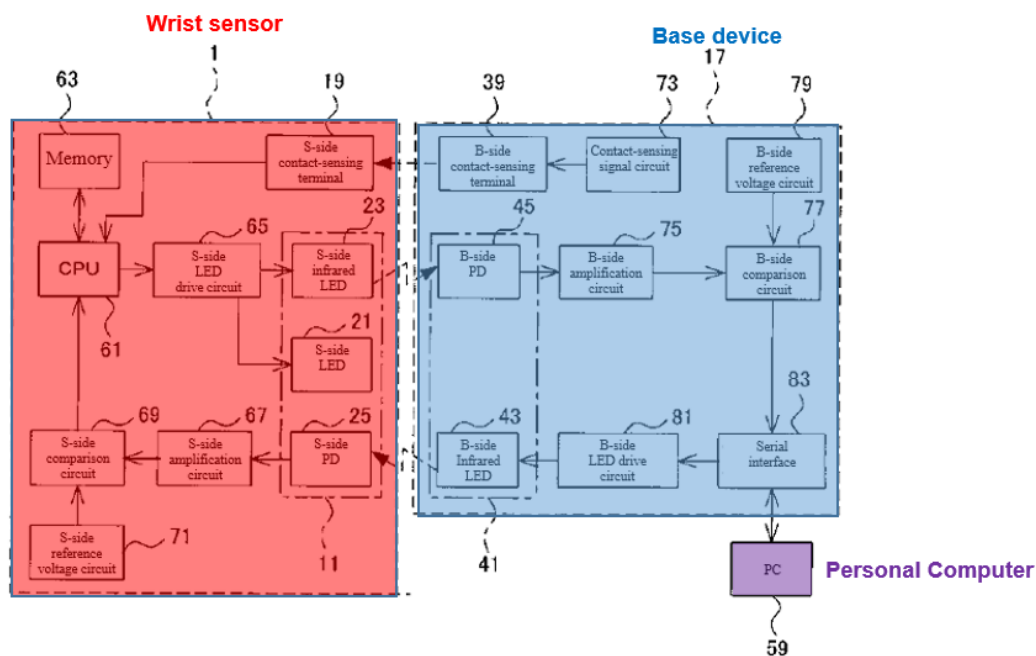 Wrist sensor
Base device
1
17
63
19
39
73
79
Memory
S-side
contact-sensing
terminal
B-side
contact-sensing
terminal
Contact-sensing
signal circuit
B-side
reference
voltage circuit
65
23
45
75
77
CPU
S-side
LED
drive circuit
S-side
infrared
LED
B-side
PD
B-side
amplification
circuit
B-side
comparison
circuit
61
21
S-side
LED
69
67
25
43
81
83
S-side
comparison
circuit
S-side
amplification
circuit
S-side
PD
B-side
Infrared
LED
B-side
LED drive
circuit
Serial
interface
S-side
reference
voltage circuit
71
11
41
PC
Personal Computer
59